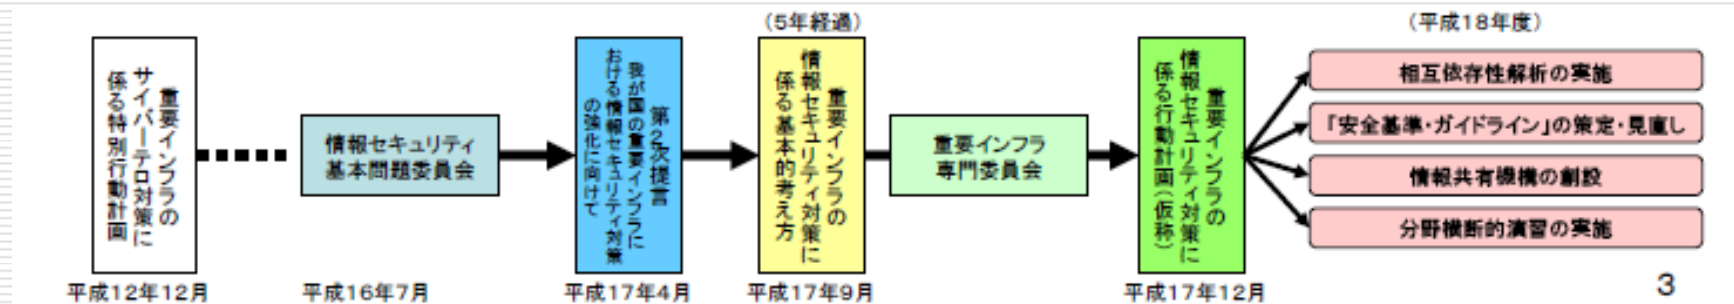 (5年経過)
(平成18年度)
重要インフラの
サイバーテロ対策に
係る特別行動計画
情報セキュリティ
基本問題委員会
第2次提言
我が国の重要インフラに
おける情報セキュリティ対策
の強化に向けて
重要インフラの
情報セキュリティ対策に
係る基本的考え方
重要インフラ
専門委員会
重要インフラの
情報セキュリティ対策に
係る行動計画(仮称)
相互依存性解析の実施
「安全基準・ガイドライン」の策定・見直し
情報共有機構の創設
分野横断的演習の実施
平成12年12月
平成16年7月
平成17年4月
平成17年9月
平成17年12月
3